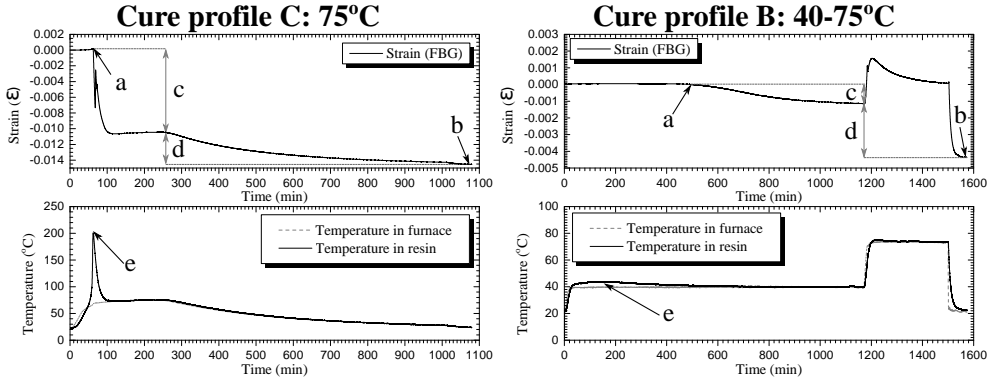 Cure profile C: 75°C
0.002
0.000
-0.002
-0.004
-0.006
-0.008
-0.010
-0.012
-0.014
Strain (ε)
Strain (FBG)
a
c
d
b
0 100 200 300 400 500 600 700 800 900 1000 1100
Time (min)
250
200
150
100
50
0
Temperature (°C)
Temperature in furnace
Temperature in resin
e
0 100 200 300 400 500 600 700 800 900 1000 1100
Time (min)
Cure profile B: 40-75°C
0.003
0.002
0.001
0.000
-0.001
-0.002
-0.003
-0.004
-0.005
Strain (ε)
Strain (FBG)
a
c
d
b
0 200 400 600 800 1000 1200 1400 1600
Time (min)
100
80
60
40
20
0
Temperature (°C)
Temperature in furnace
Temperature in resin
e
0 200 400 600 800 1000 1200 1400 1600
Time (min)